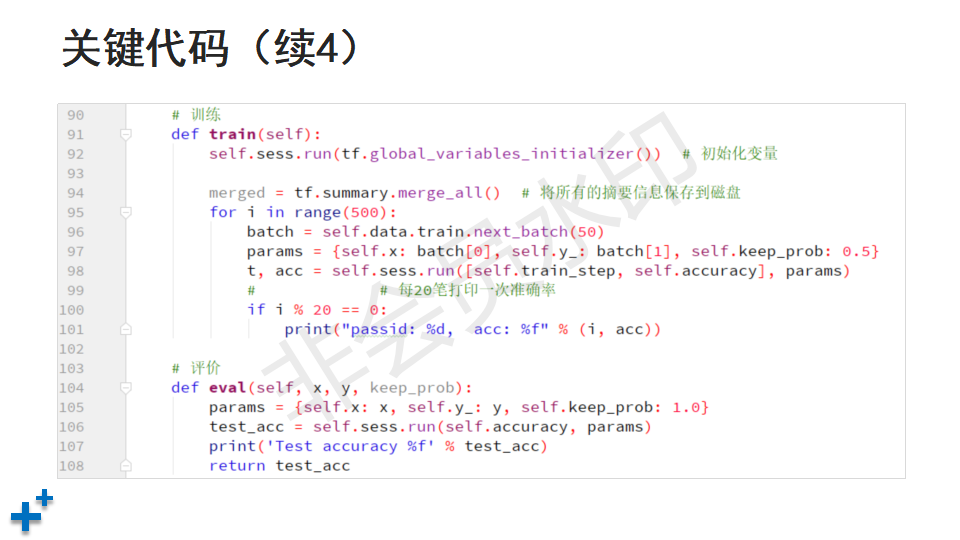 关键代码（续4）
90 # 训练
91 def train(self):
92 self.sess.run(tf.global_variables_initializer()) # 初始化变量
93
94 merged = tf.summary.merge_all() # 将所有的摘要信息保存到磁盘
95 for i in range(500):
96 batch = self.data.train.next_batch(50)
97 params = {self.x: batch[0], self.y_: batch[1], self.keep_prob: 0.5}
98 t, acc = self.sess.run([self.train_step, self.accuracy], params)
99 # # 每20笔打印一次准确率
100 if i % 20 == 0:
101 print("passid: %d, acc: %f" % (i, acc))
102
103 # 评价
104 def eval(self, x, y, keep_prob):
105 params = {self.x: x, self.y_: y, self.keep_prob: 1.0}
106 test_acc = self.sess.run(self.accuracy, params)
107 print('Test accuracy %f' % test_acc)
108 return test_acc
非会员水印